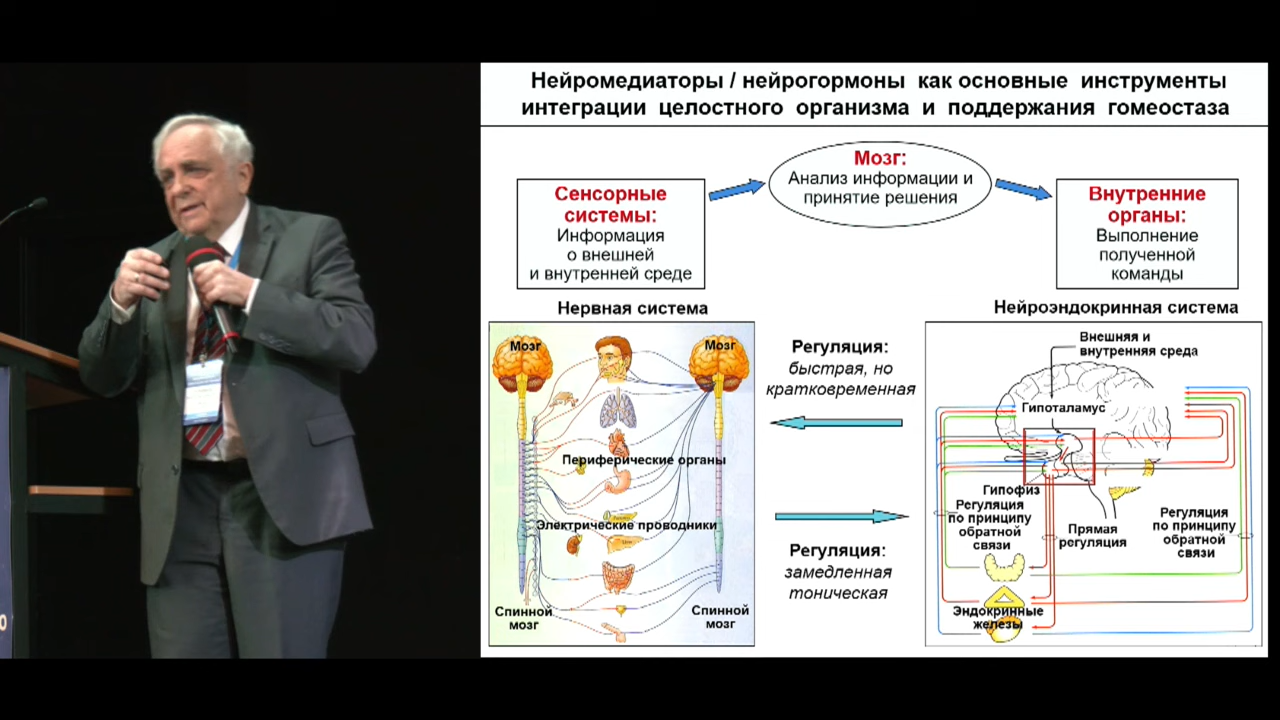 Нейромедиаторы / нейрогормоны как основные инструменты
интеграции целостного организма и поддержания гомеостаза
Сенсорные
системы:
Информация
о внешней
и внутренней среде
Мозг:
Анализ информации и
принятие решения
Внутренние
органы:
Выполнение
полученной
команды
Нервная система
Мозг
Мозг
Периферические органы
Электрические проводники
Спинной
мозг
Спинной
мозг
Регуляция:
быстрая, но
кратковременная
Регуляция:
замедленная
тоническая
Нейроэндокринная система
Внешняя и
внутренняя среда
Гипоталамус
Гипофиз
Регуляция
по принципу
обратной
связи
Прямая
регуляция
Регуляция
по принципу
обратной
связи
Эндокринные
железы